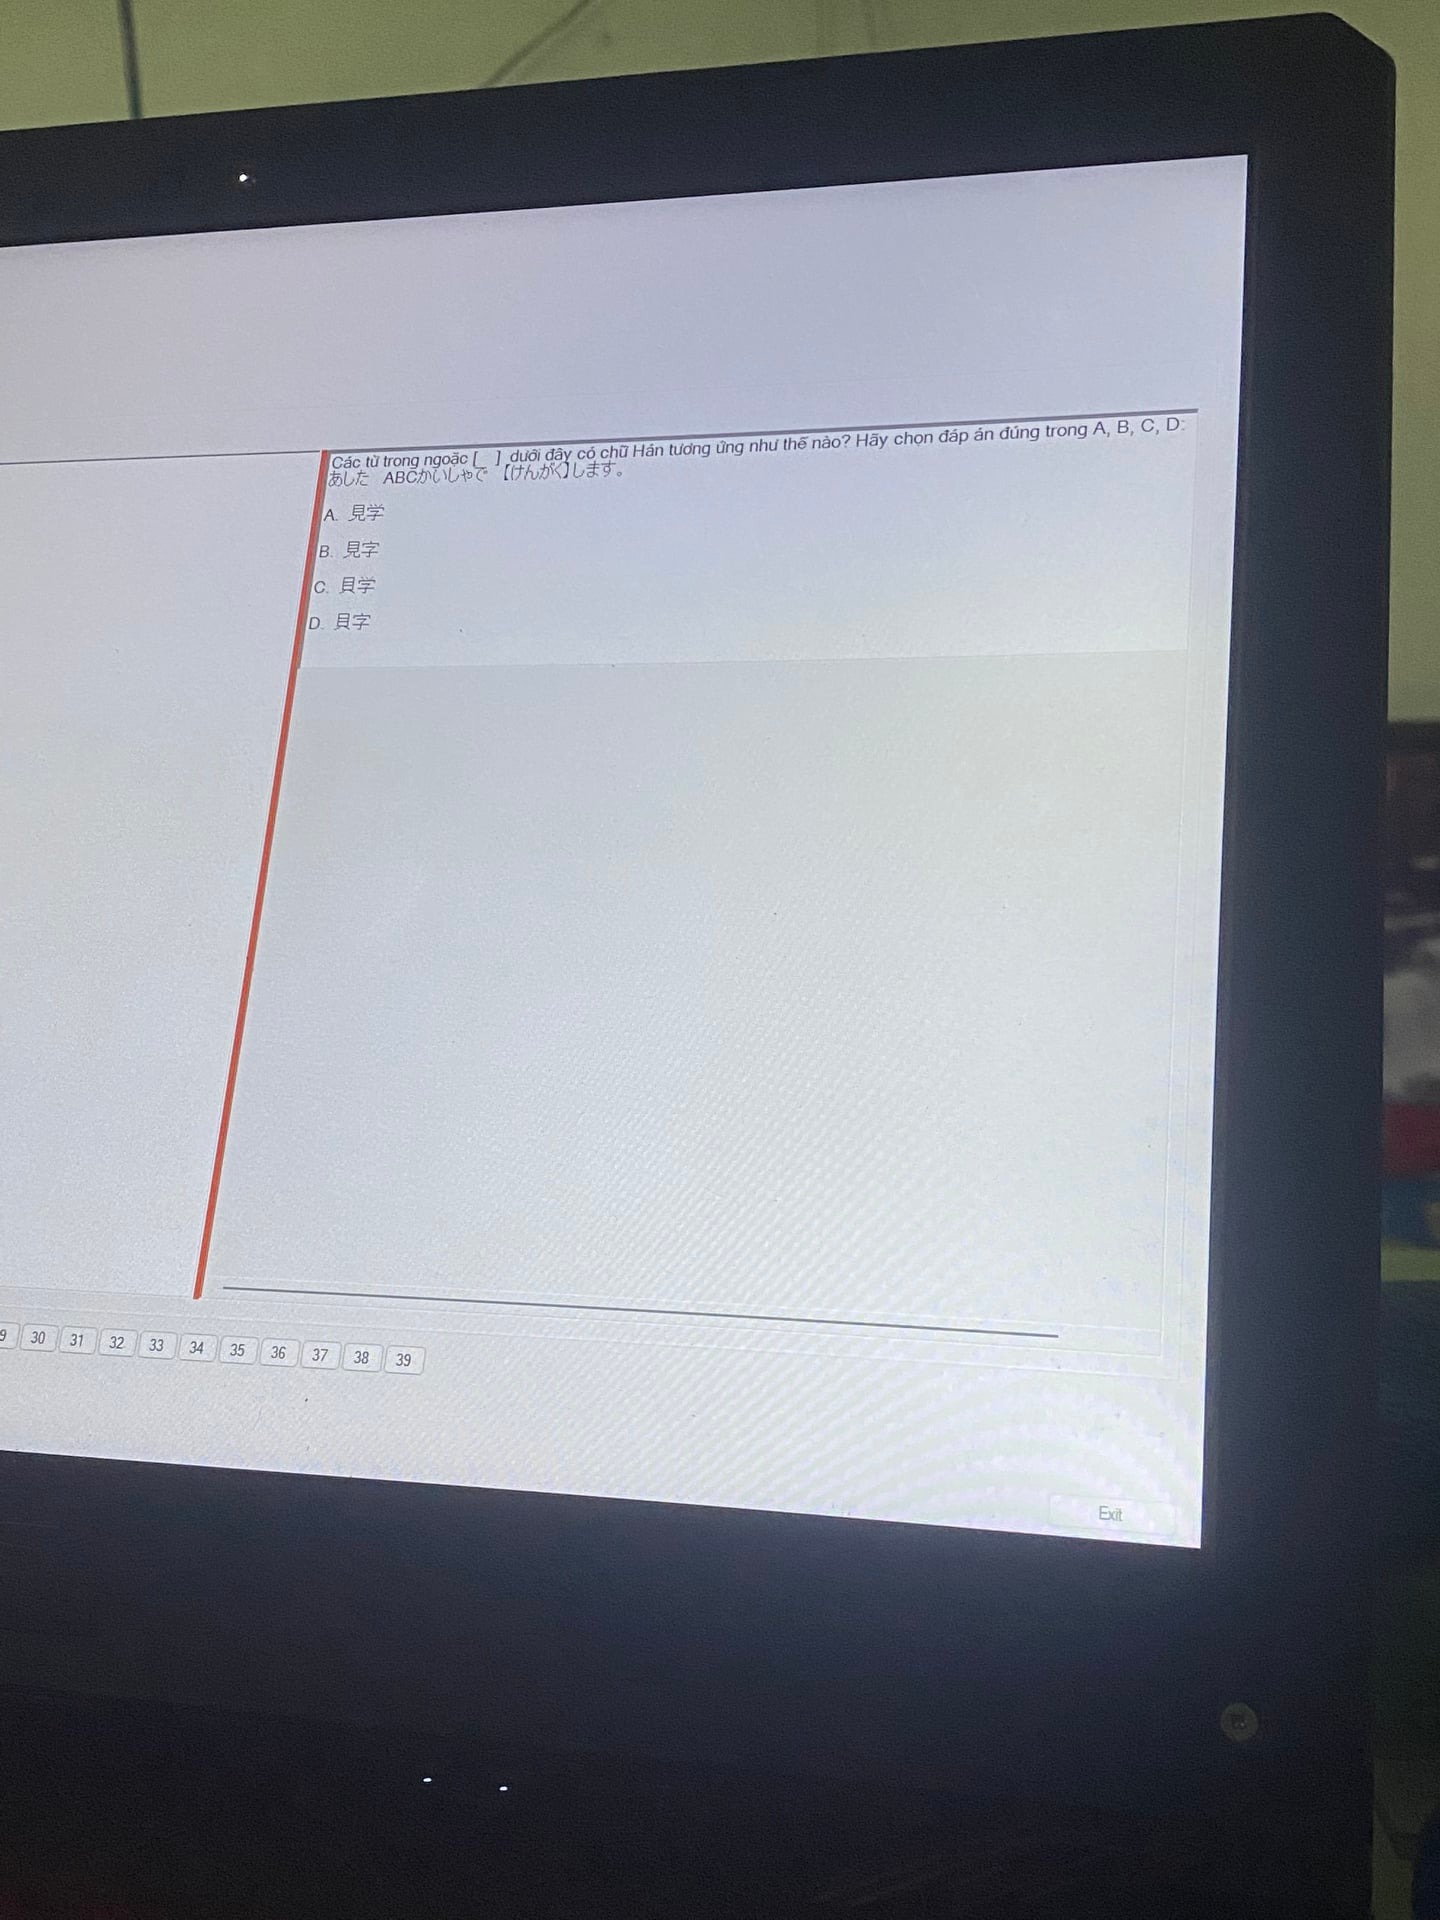 Các từ trong ngoặc [__] dưới đây có chữ Hán tương ứng như thế nào? Hãy chọn đáp án đúng trong A, B, C, D:
あした ABCかいしゃで 【けんがく】します。
A. 見学
B. 見字
C. 貝学
D. 貝字
9 30 31 32 33 34 35 36 37 38 39
Exit